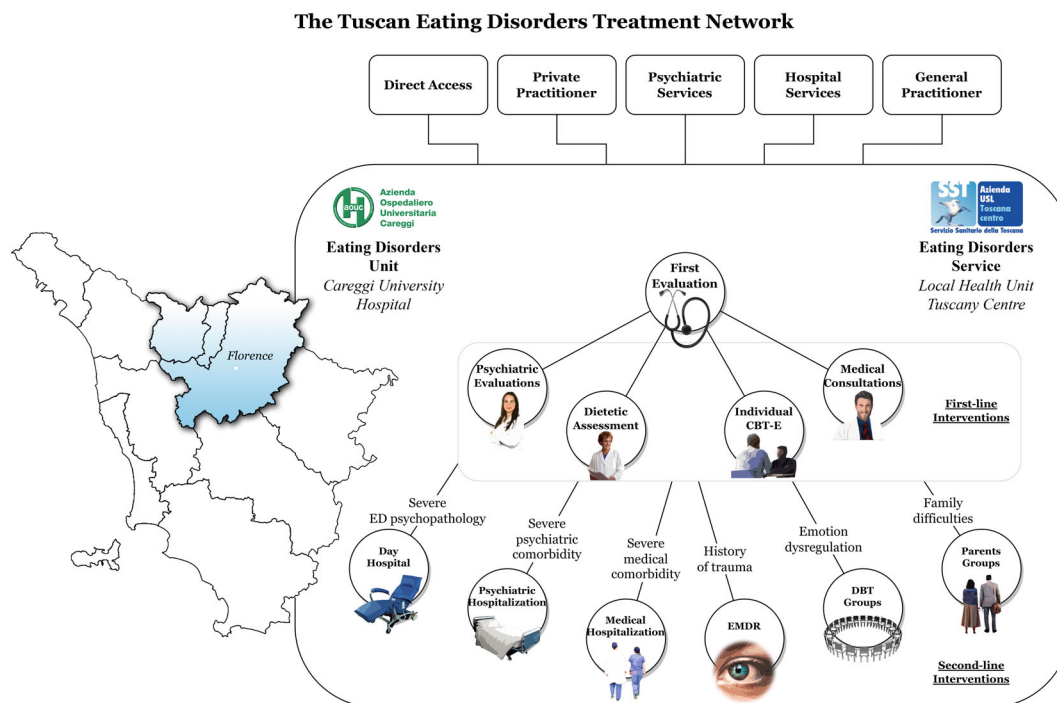 The Tuscan Eating Disorders Treatment Network
Direct Access
Private
Practitioner
Psychiatric
Services
Hospital
Services
General
Practitioner
aouc
Azienda
Ospedaliero
Universitaria
Careggi
Eating Disorders
Unit
Careggi University
Hospital
SST
Azienda
USL
Toscana
centro
Servizio Sanitario della Toscana
Eating Disorders
Service
Local Health Unit
Tuscany Centre
Florence
First
Evaluation
Psychiatric
Evaluations
Dietetic
Assessment
Individual
CBT-E
Medical
Consultations
First-line
Interventions
Severe
ED psychopathology
Severe
psychiatric
comorbidity
Severe
medical
comorbidity
History
of trauma
Emotion
dysregulation
Family
difficulties
Day
Hospital
Psychiatric
Hospitalization
Medical
Hospitalization
EMDR
DBT
Groups
Parents
Groups
Second-line
Interventions